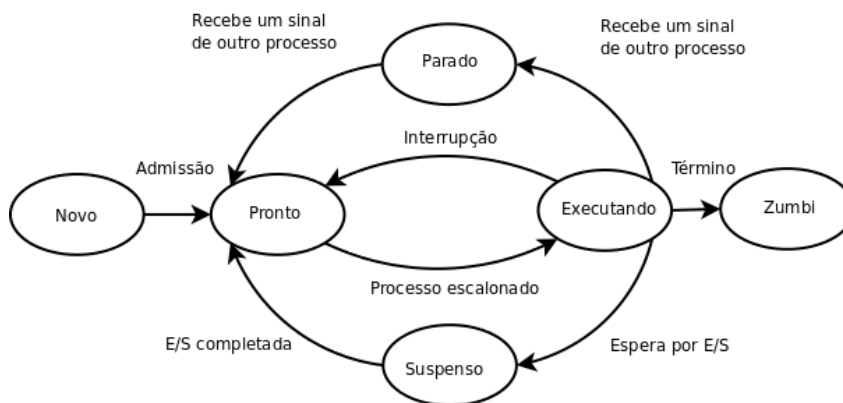 Recebe um sinal
de outro processo
Recebe um sinal
de outro processo
Parado
Interrupção
Admissão
Término
Novo
Pronto
Executando
Zumbi
Processo escalonado
E/S completada
Espera por E/S
Suspenso